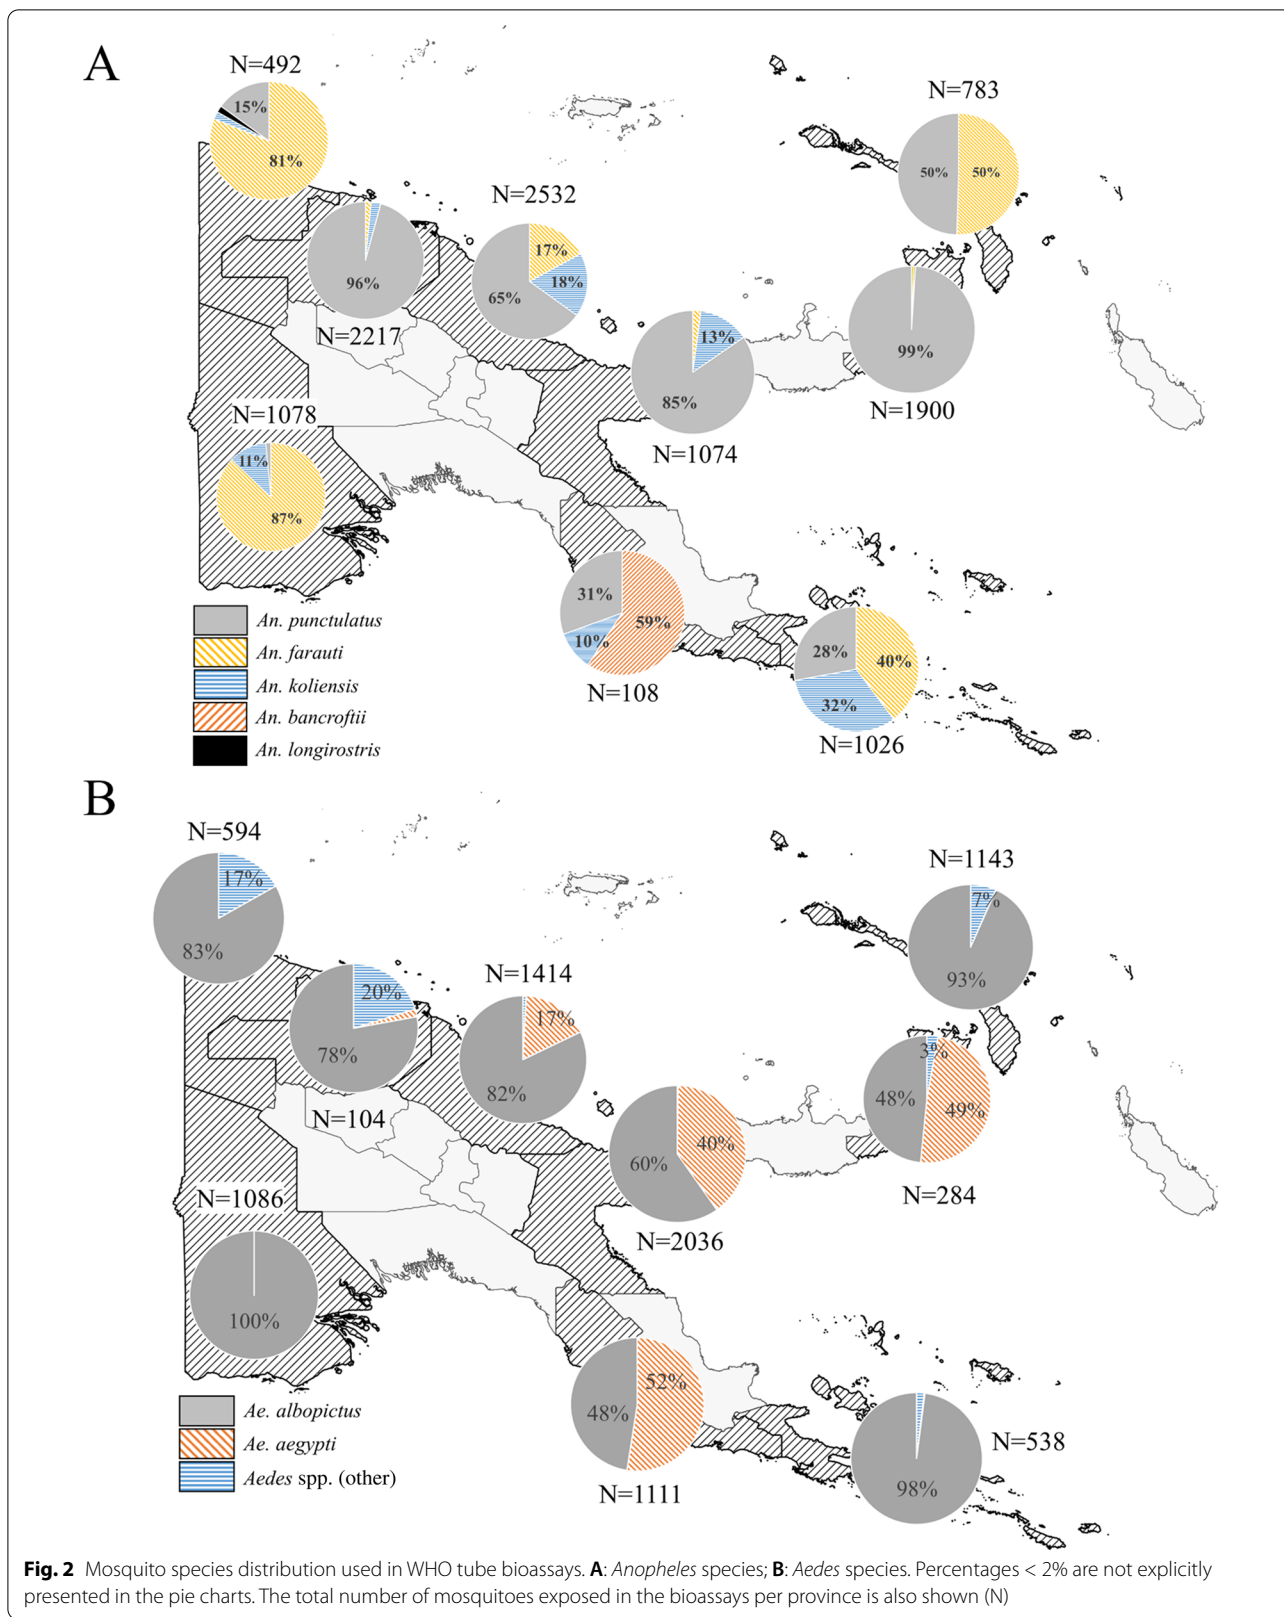 A
N=492
15%
81%
N=783
50%
50%
N=2532
17%
18%
65%
96%
N=2217
13%
85%
N=1074
99%
N=1900
N=1078
11%
87%
31%
59%
10%
N=108
28%
40%
32%
N=1026
An. punctulatus
An. farauti
An. koliensis
An. bancroftii
An. longirostris
B
N=594
17%
83%
N=1143
7%
93%
N=1414
17%
82%
20%
78%
N=104
3%
48%
49%
N=284
40%
60%
N=2036
N=1086
100%
52%
48%
N=1111
N=538
98%
Ae. albopictus
Ae. aegypti
Aedes spp. (other)
Fig. 2 Mosquito species distribution used in WHO tube bioassays. A: Anopheles species; B: Aedes species. Percentages < 2% are not explicitly
presented in the pie charts. The total number of mosquitoes exposed in the bioassays per province is also shown (N)